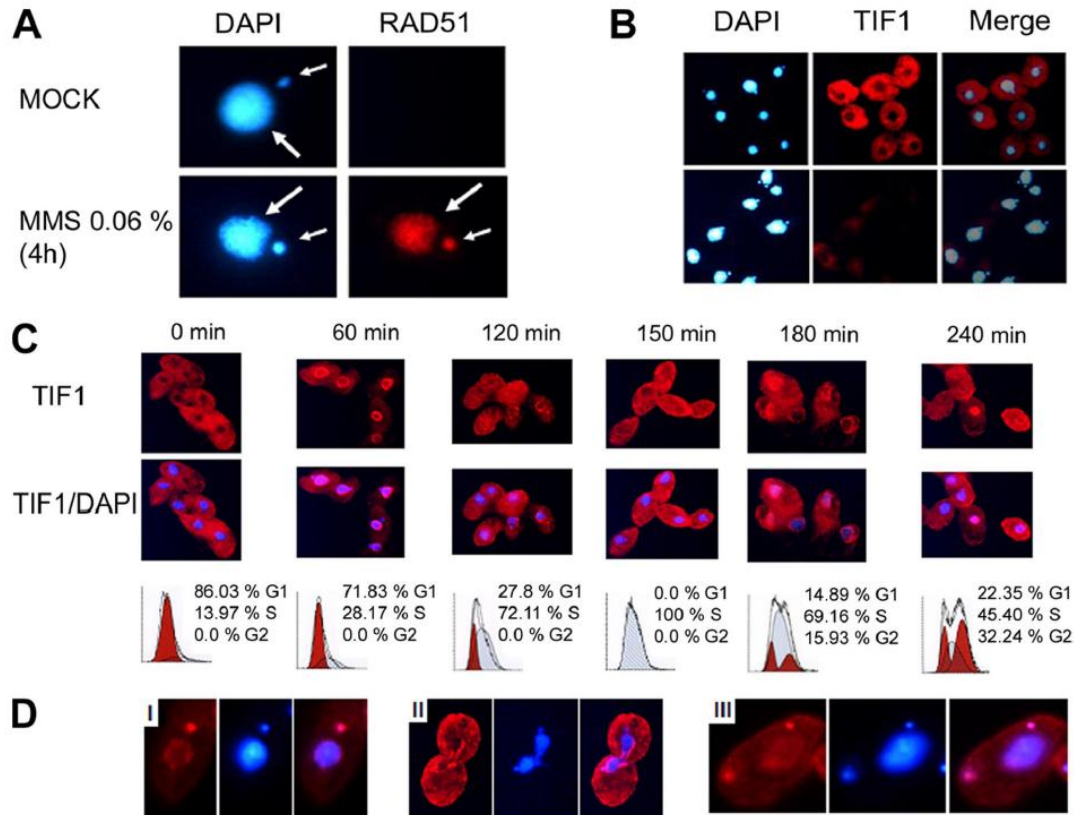 A
DAPI RAD51
MOCK
MMS 0.06 %
(4h)
B
DAPI TIF1 Merge
C
0 min 60 min 120 min 150 min 180 min 240 min
TIF1
TIF1/DAPI
86.03 % G1
13.97 % S
0.0 % G2
71.83 % G1
28.17 % S
0.0 % G2
27.8 % G1
72.11 % S
0.0 % G2
0.0 % G1
100 % S
0.0 % G2
14.89 % G1
69.16 % S
15.93 % G2
22.35 % G1
45.40 % S
32.24 % G2
D
I
II
III